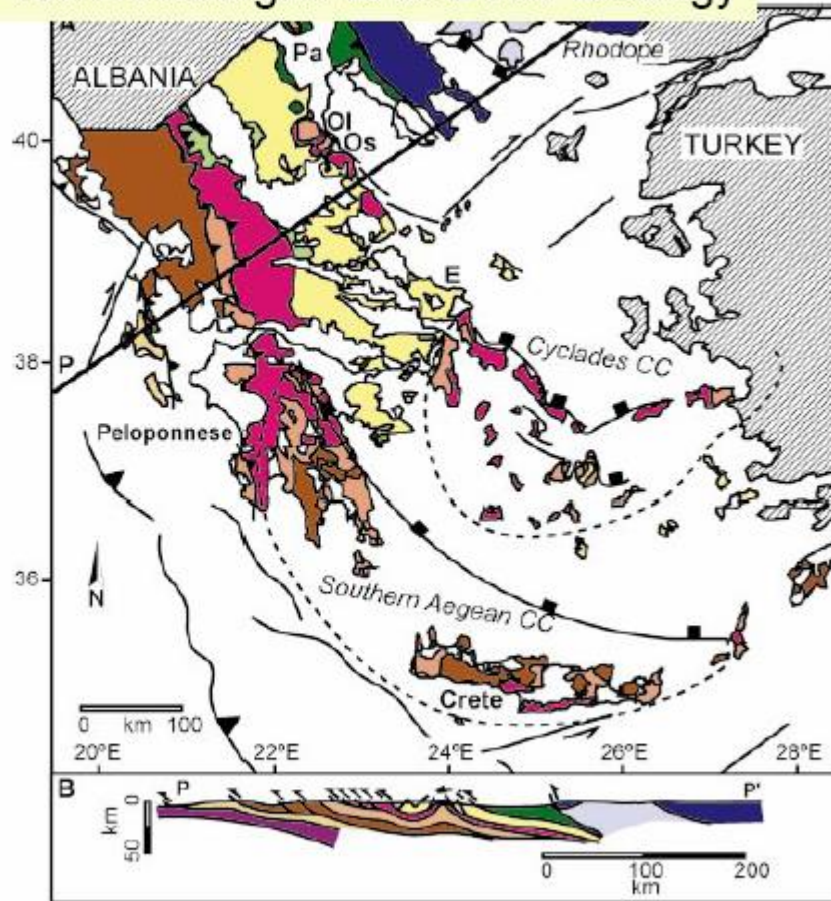 A
Pa
Rhodope
ALBANIA
Ol
Os
TURKEY
40
E
Cyclades CC
38
P
Peloponnese
36
N
Southern Aegean CC
Crete
0 km 100
20°E 22°E 24°E 26°E 28°E
B
P P'
0
km
50
0 100 200
km